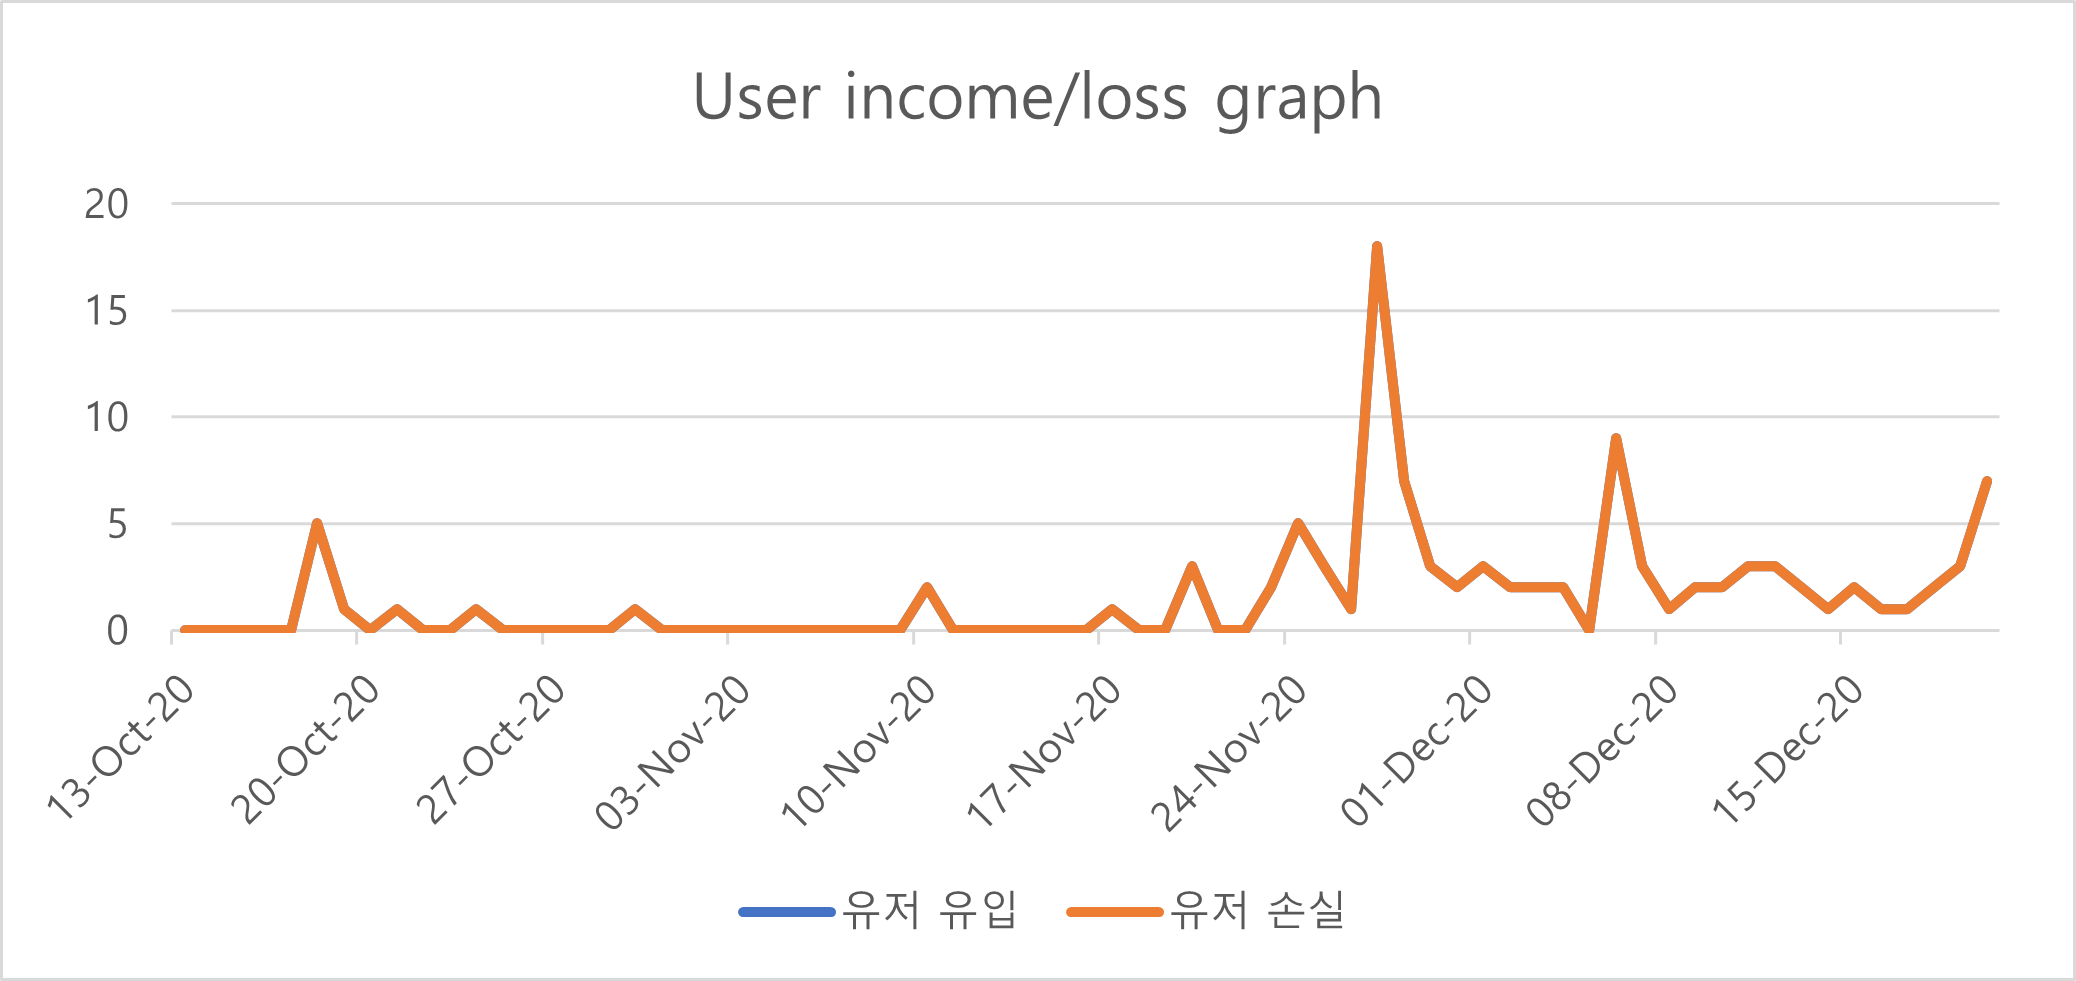 User income/loss graph
20
15
10
5
0
13-Oct-20
20-Oct-20
27-Oct-20
03-Nov-20
10-Nov-20
17-Nov-20
24-Nov-20
01-Dec-20
08-Dec-20
15-Dec-20
유저 유입
유저 손실